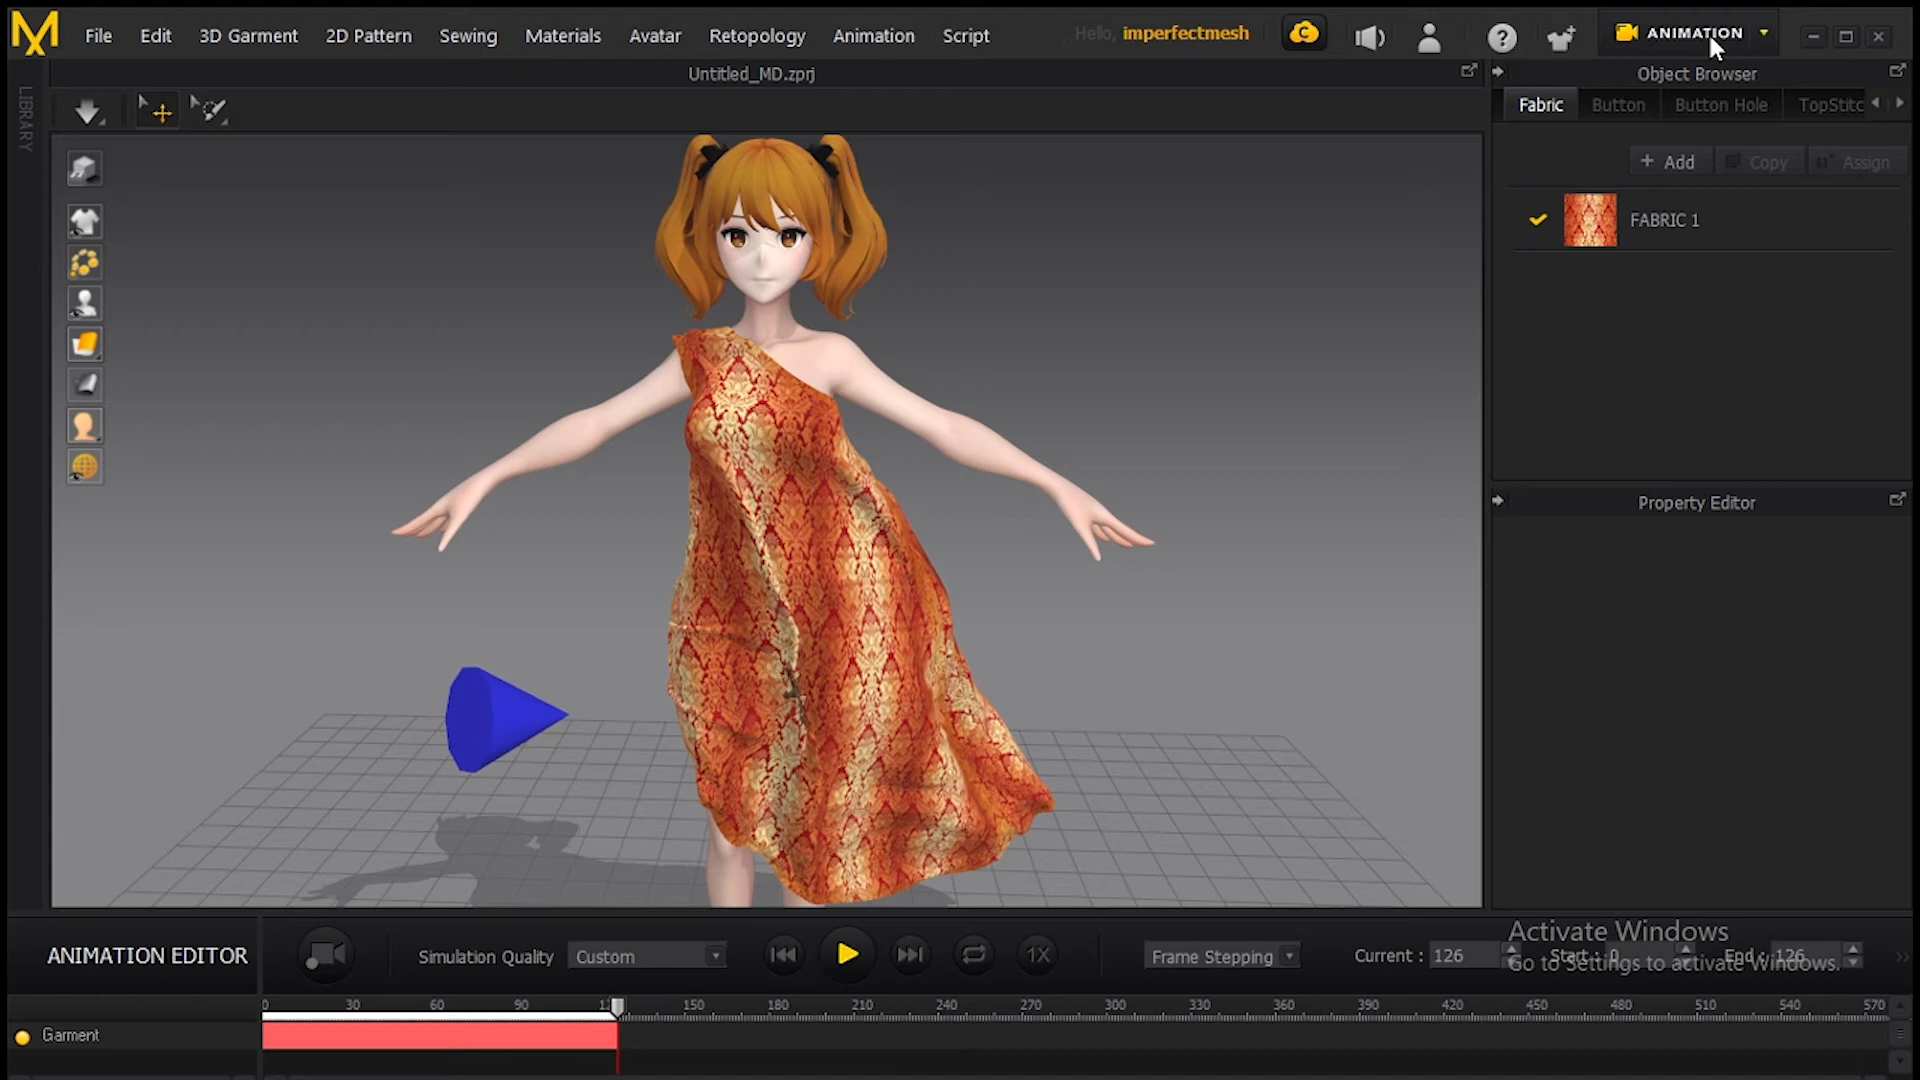 File Edit 3D Garment 2D Pattern Sewing Materials Avatar Retopology Animation Script Hello, imperfectmesh ANIMATION
Untitled_MD.zprj
Object Browser
LIBRARY
Fabric Button Button Hole TopStitc
+ Add Copy Assign
FABRIC 1
Property Editor
Activate Windows
Go to Settings to activate Windows.
ANIMATION EDITOR Simulation Quality Custom 1X Frame Stepping Current : 126 Start : 0 End : 126
0 30 60 90 150 180 210 240 270 300 330 360 390 420 450 480 510 540 570
Garment